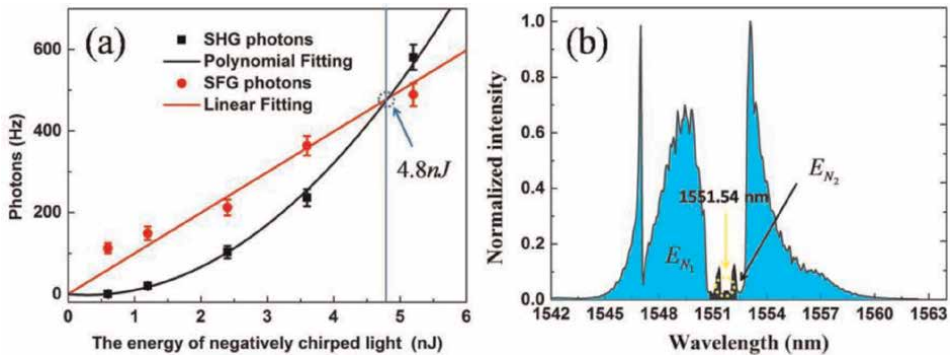 (a)
SHG photons
Polynomial Fitting
SFG photons
Linear Fitting
4.8nJ
Photons (Hz)
600
400
200
0
0 1 2 3 4 5 6
The energy of negatively chirped light (nJ)
(b)
1551.54 nm
E_{N_2}
E_{N_1}
Normalized intensity
1.0
0.8
0.6
0.4
0.2
0.0
1542 1545 1548 1551 1554 1557 1560 1563
Wavelength (nm)